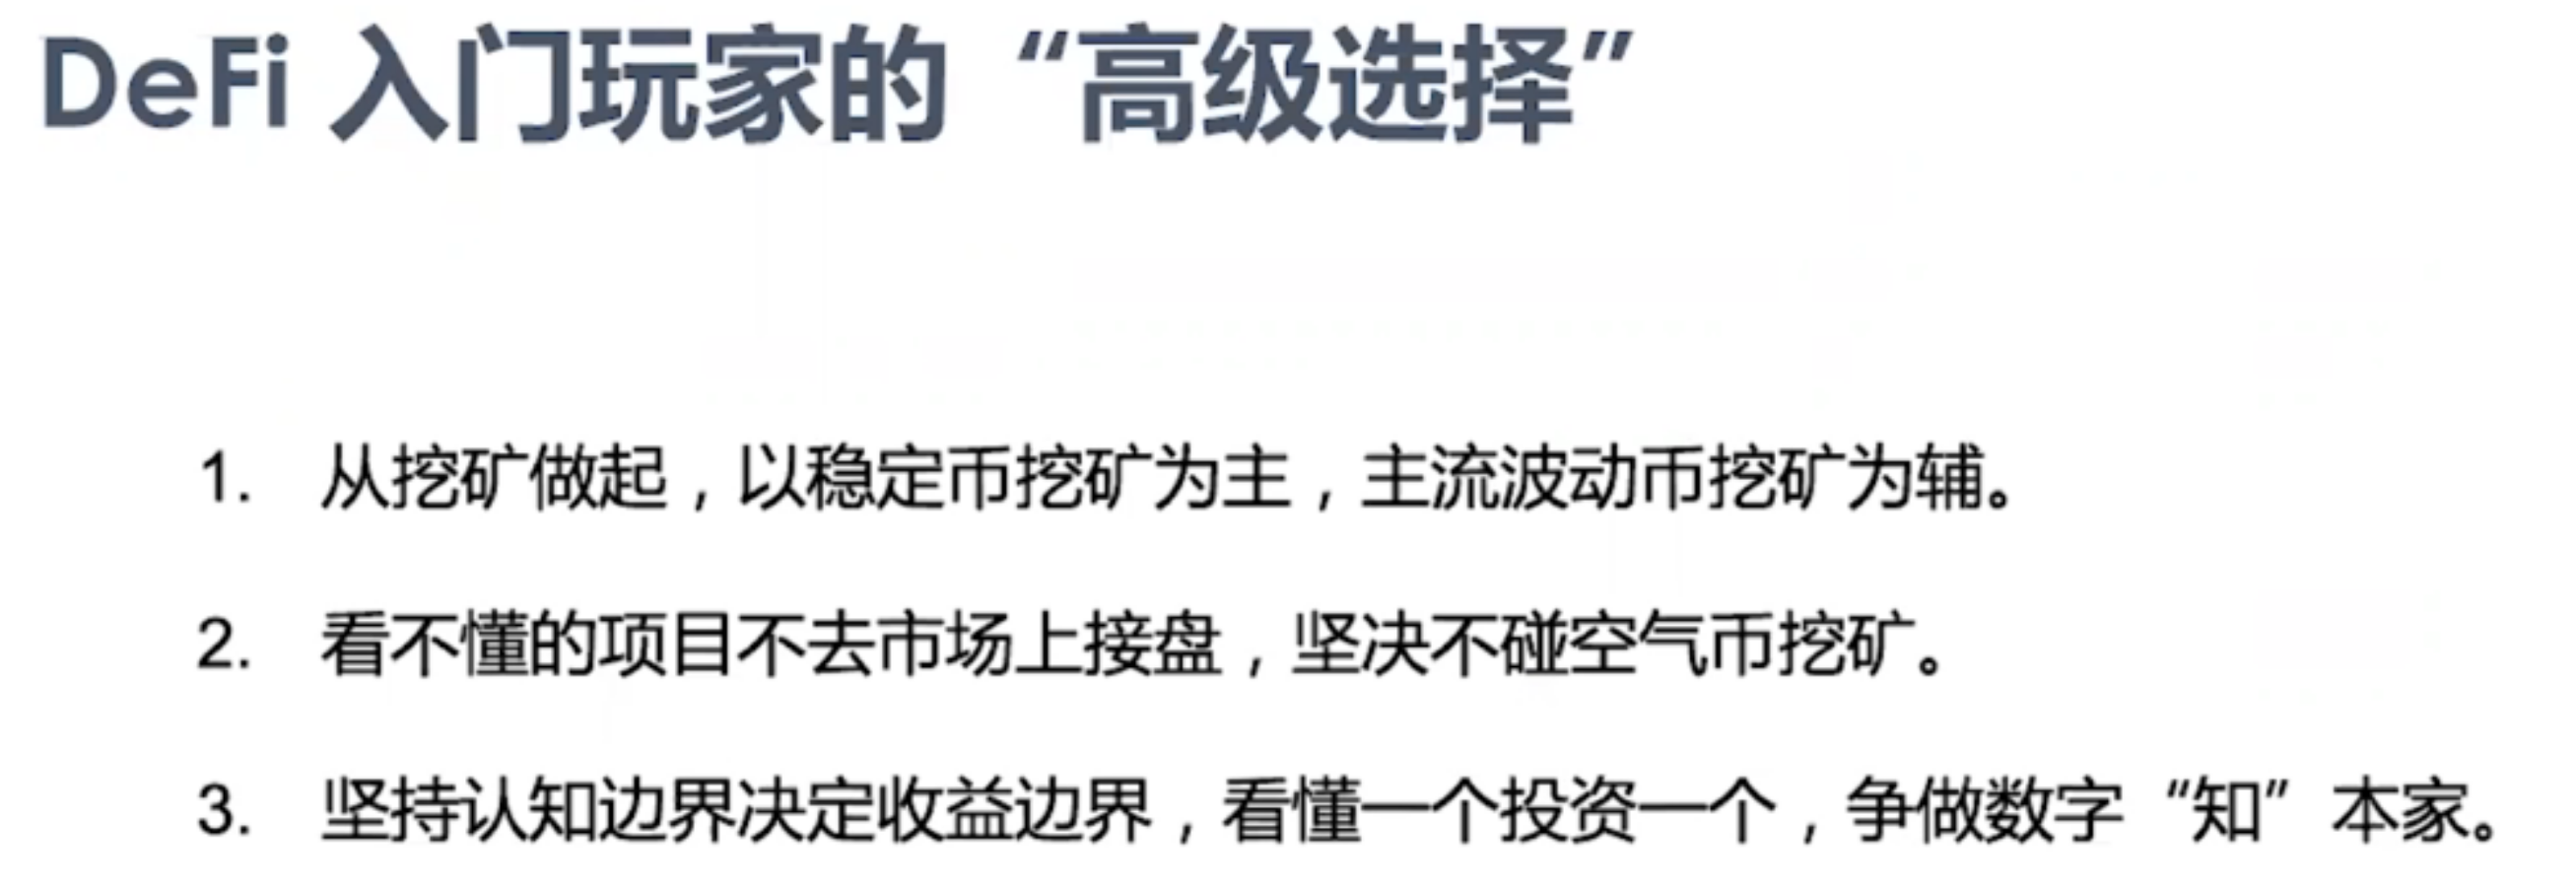 DeFi 入门玩家的“高级选择”
1. 从挖矿做起，以稳定币挖矿为主，主流波动币挖矿为辅。
2. 看不懂的项目不去市场上接盘，坚决不碰空气币挖矿。
3. 坚持认知边界决定收益边界，看懂一个投资一个，争做数字“知”本家。